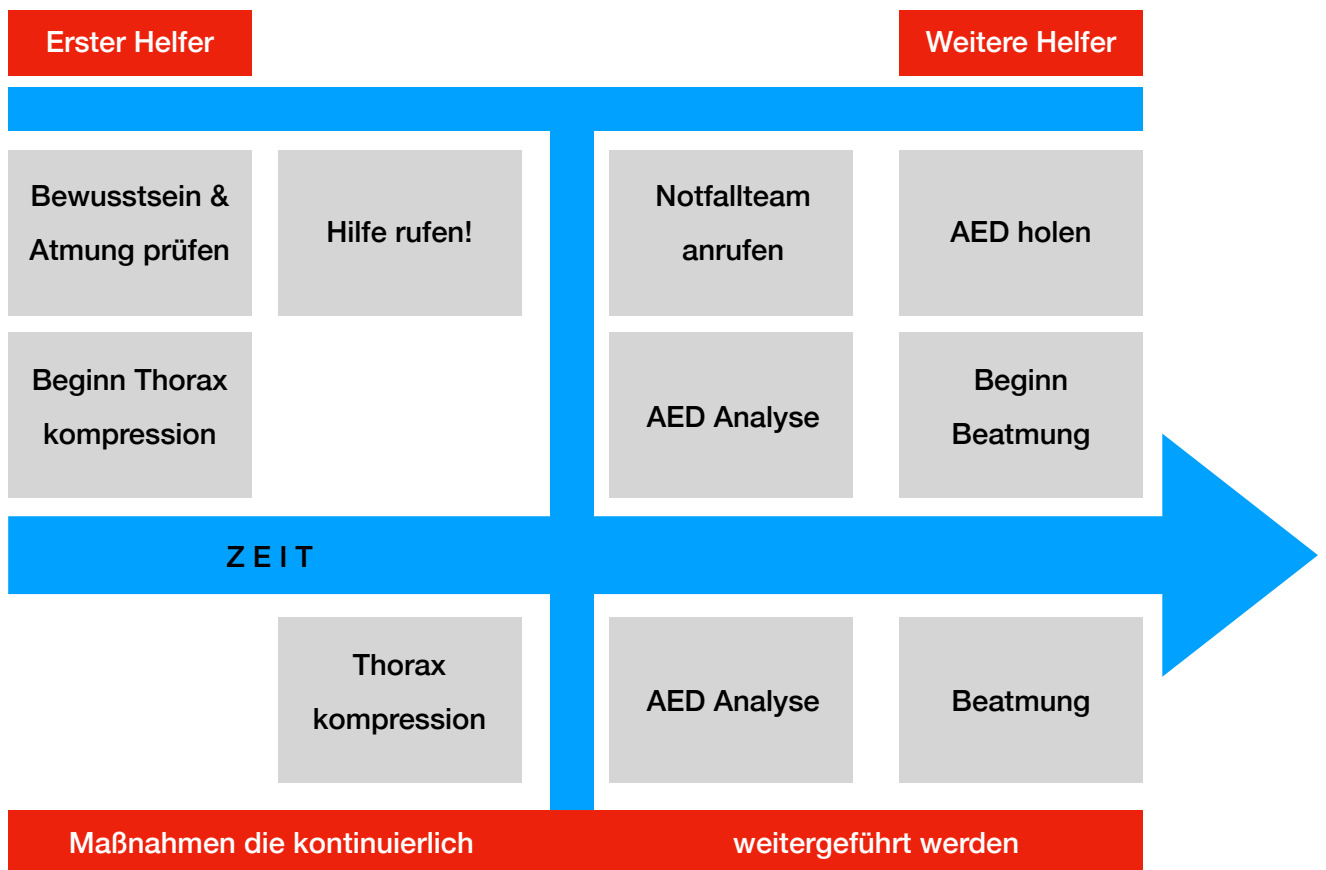 Erster Helfer
Weitere Helfer
Bewusstsein &
Atmung prüfen
Hilfe rufen!
Notfallteam
anrufen
AED holen
Beginn Thorax
kompression
AED Analyse
Beginn
Beatmung
ZEIT
Thorax
kompression
AED Analyse
Beatmung
Maßnahmen die kontinuierlich
weitergeführt werden